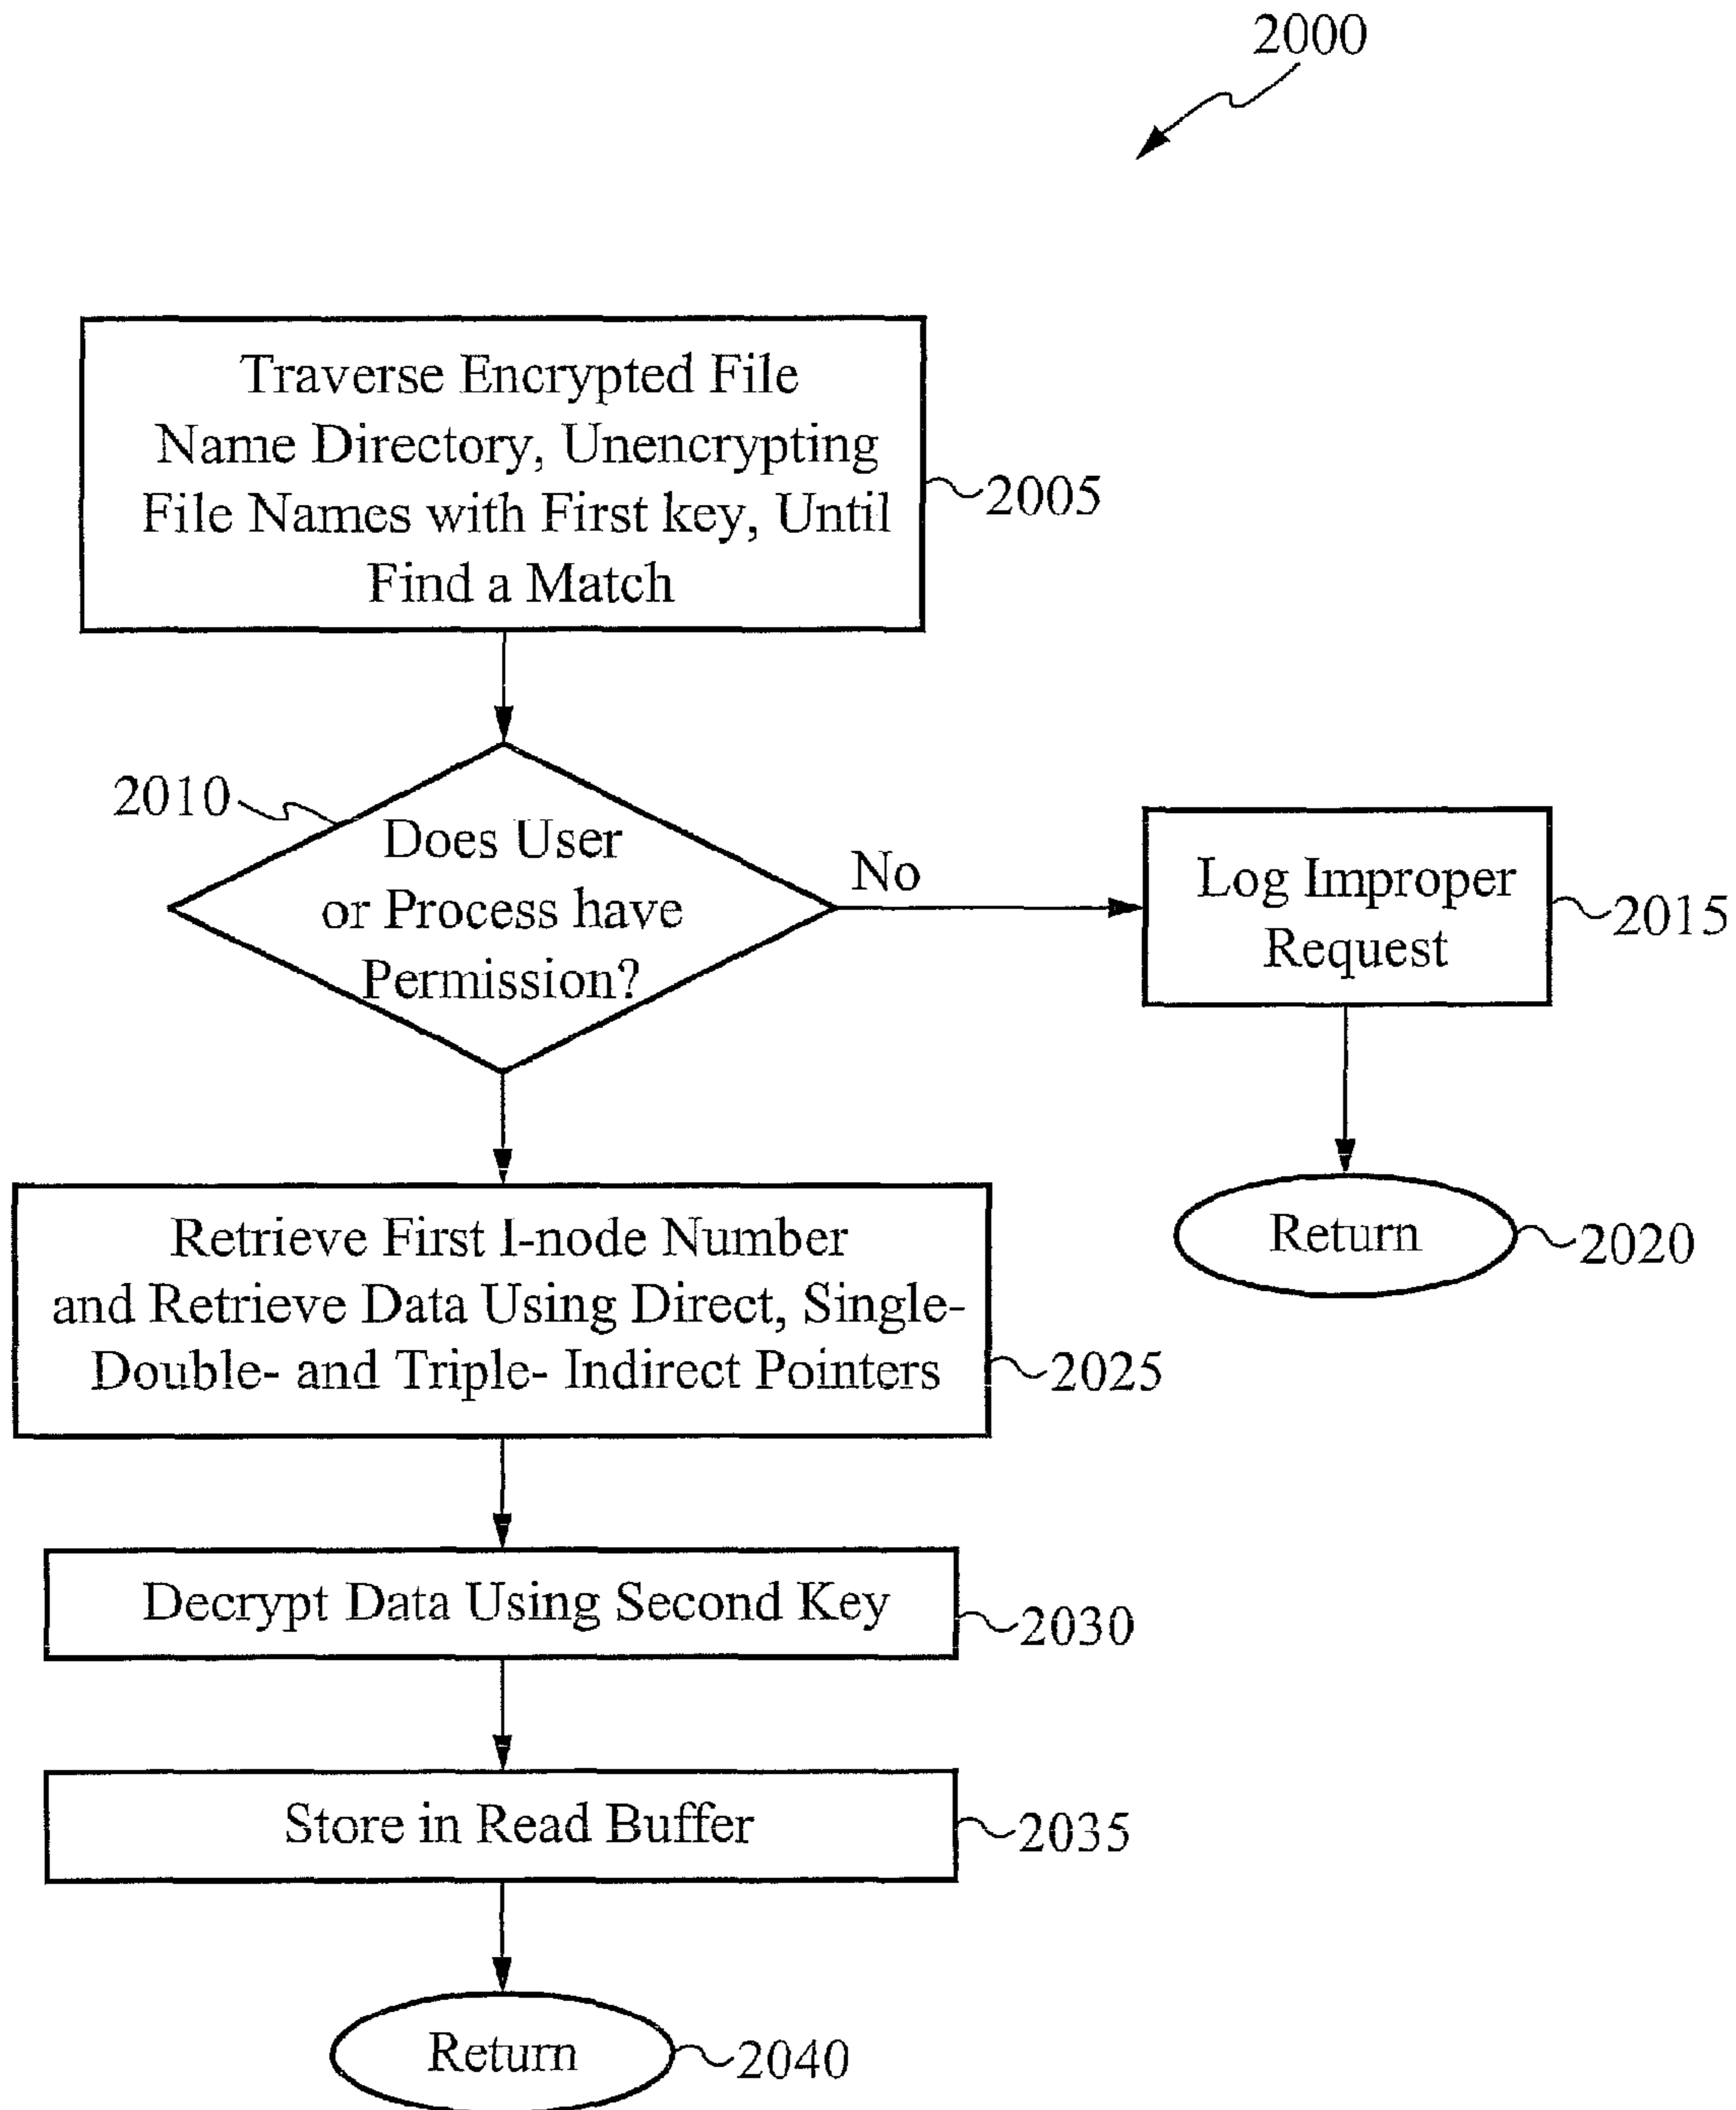 2000
Traverse Encrypted File
Name Directory, Unencrypting
File Names with First key, Until
Find a Match
2005
2010
Does User
or Process have
Permission?
No
Log Improper
Request
2015
Return
2020
Retrieve First I-node Number
and Retrieve Data Using Direct, Single-
Double- and Triple- Indirect Pointers
2025
Decrypt Data Using Second Key
2030
Store in Read Buffer
2035
Return
2040